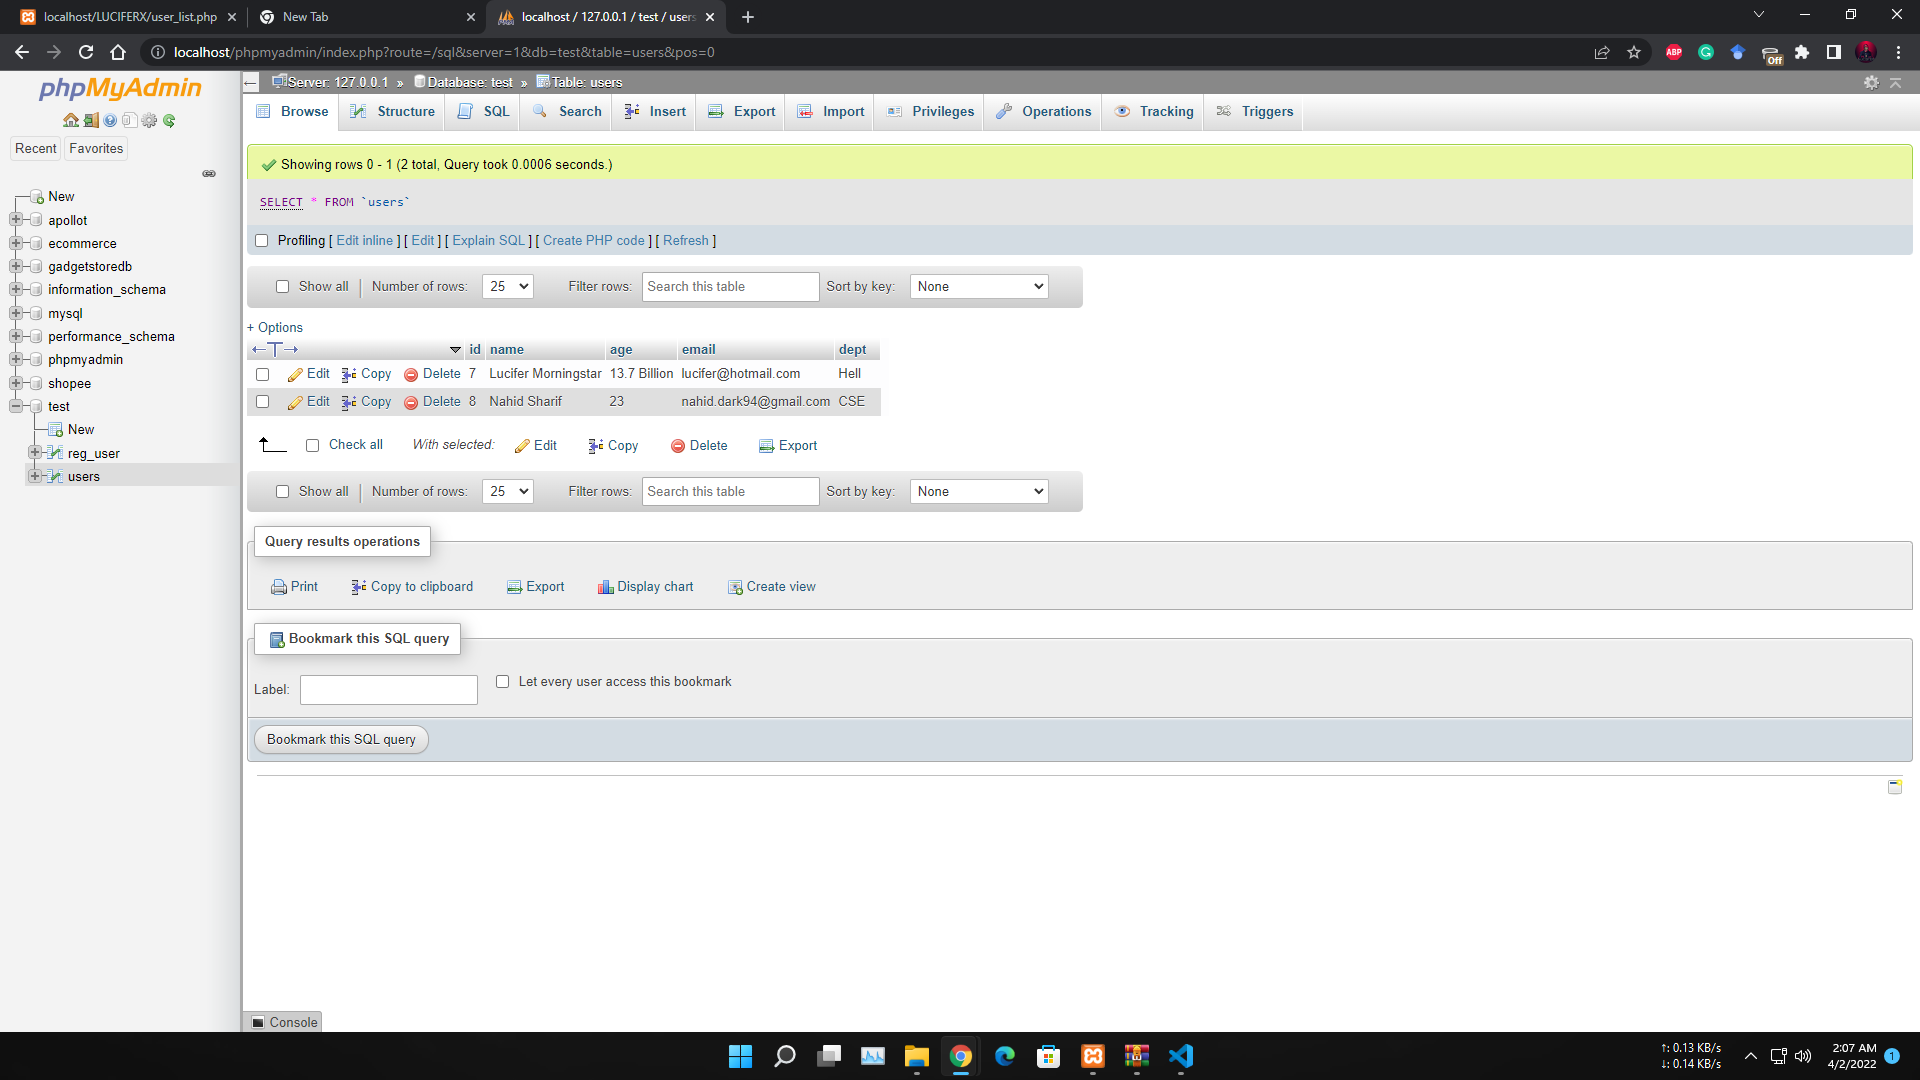 localhost/LUCIFERX/user_list.php
New Tab
localhost / 127.0.0.1 / test / users
localhost/phpmyadmin/index.php?route=/sql&server=1&db=test&table=users&pos=0
ABP
Off
phpMyAdmin
Recent Favorites
New
apollot
ecommerce
gadgetstoredb
information_schema
mysql
performance_schema
phpmyadmin
shopee
test
New
reg_user
users
Server: 127.0.0.1 » Database: test » Table: users
Browse Structure SQL Search Insert Export Import Privileges Operations Tracking Triggers
Showing rows 0 - 1 (2 total, Query took 0.0006 seconds.)
SELECT * FROM `users`
Profiling [ Edit inline ] [ Edit ] [ Explain SQL ] [ Create PHP code ] [ Refresh ]
Show all Number of rows: 25 Filter rows: Search this table Sort by key: None
+ Options
←T→ id name age email dept
Edit Copy Delete 7 Lucifer Morningstar 13.7 Billion lucifer@hotmail.com Hell
Edit Copy Delete 8 Nahid Sharif 23 nahid.dark94@gmail.com CSE
Check all With selected: Edit Copy Delete Export
Show all Number of rows: 25 Filter rows: Search this table Sort by key: None
Query results operations
Print Copy to clipboard Export Display chart Create view
Bookmark this SQL query
Label: Let every user access this bookmark
Bookmark this SQL query
Console
↑: 0.13 KB/s
↓: 0.14 KB/s
2:07 AM
4/2/2022
1